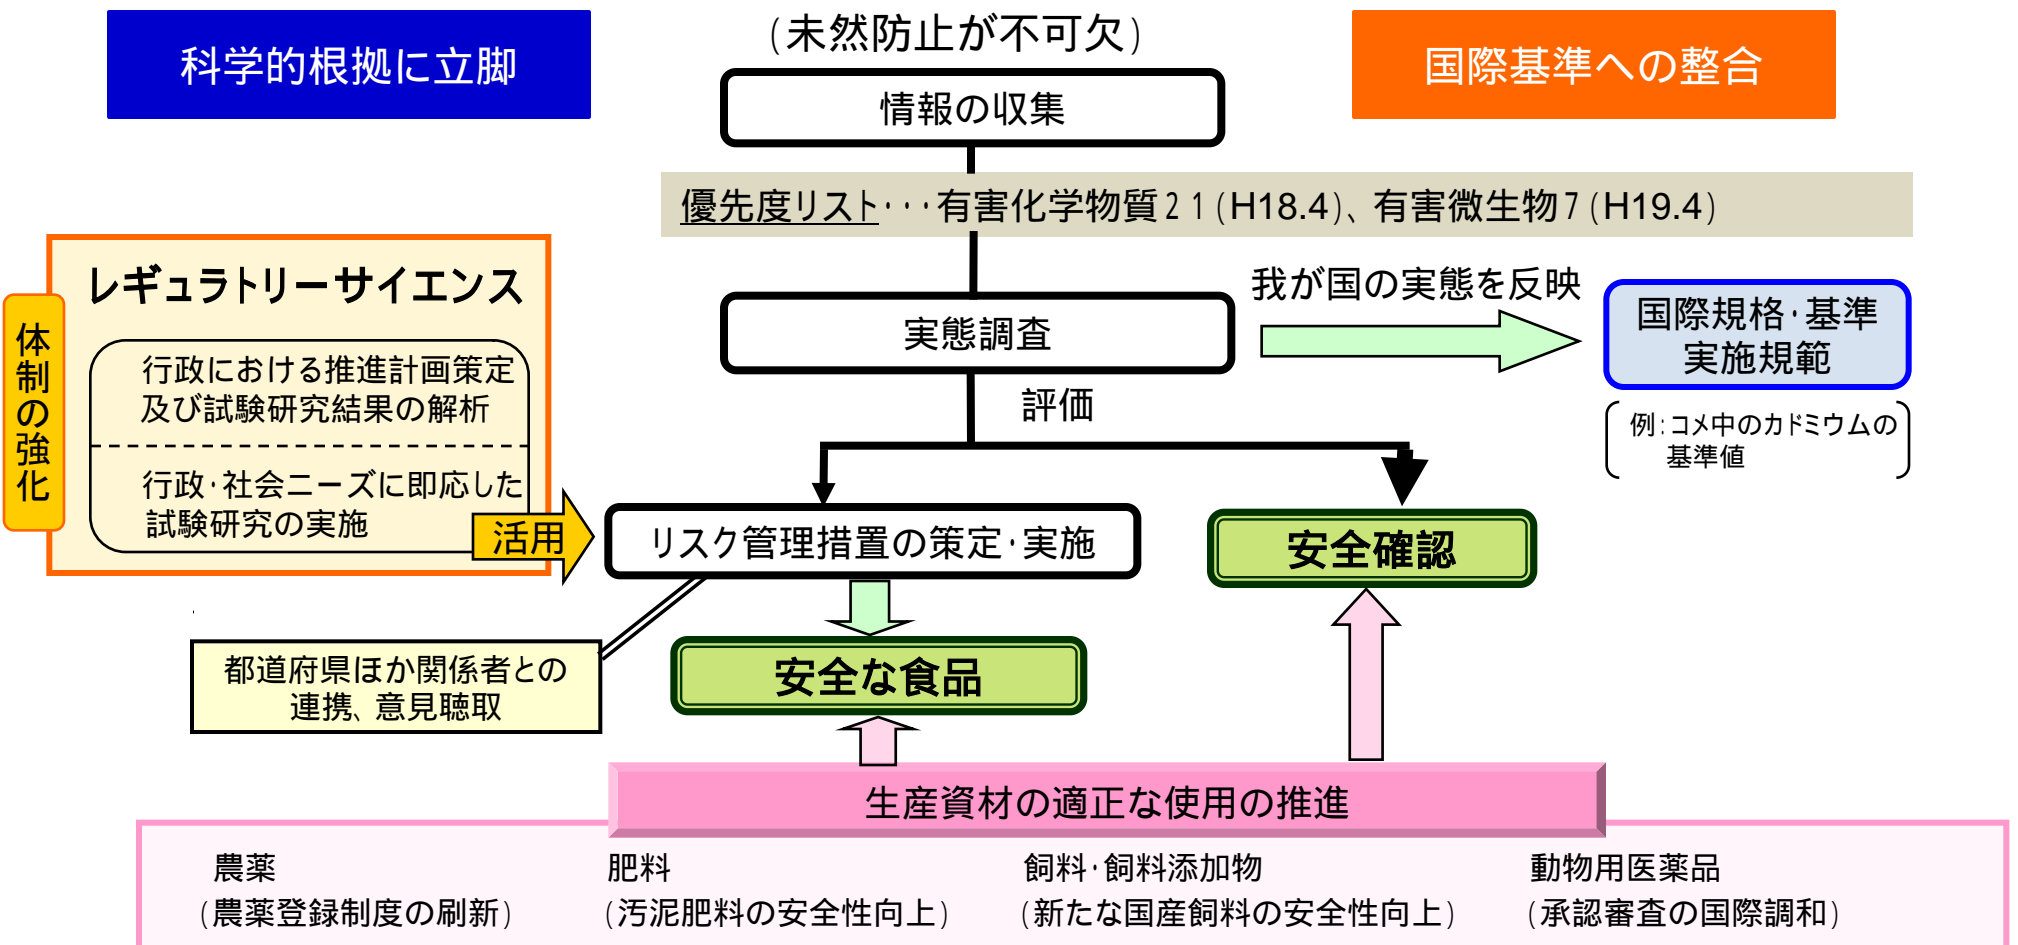 科学的根拠に立脚
(未然防止が不可欠)
国際基準への整合
情報の収集
優先度リスト・・・有害化学物質21(H18.4)、有害微生物7(H19.4)
レギュラトリーサイエンス
体制の強化
行政における推進計画策定
及び試験研究結果の解析
行政・社会ニーズに即応した
試験研究の実施
活用
実態調査
我が国の実態を反映
国際規格・基準
実施規範
例:コメ中のカドミウムの
基準値
評価
リスク管理措置の策定・実施
安全確認
都道府県ほか関係者との
連携、意見聴取
安全な食品
生産資材の適正な使用の推進
農薬
(農薬登録制度の刷新)
肥料
(汚泥肥料の安全性向上)
飼料・飼料添加物
(新たな国産飼料の安全性向上)
動物用医薬品
(承認審査の国際調和)